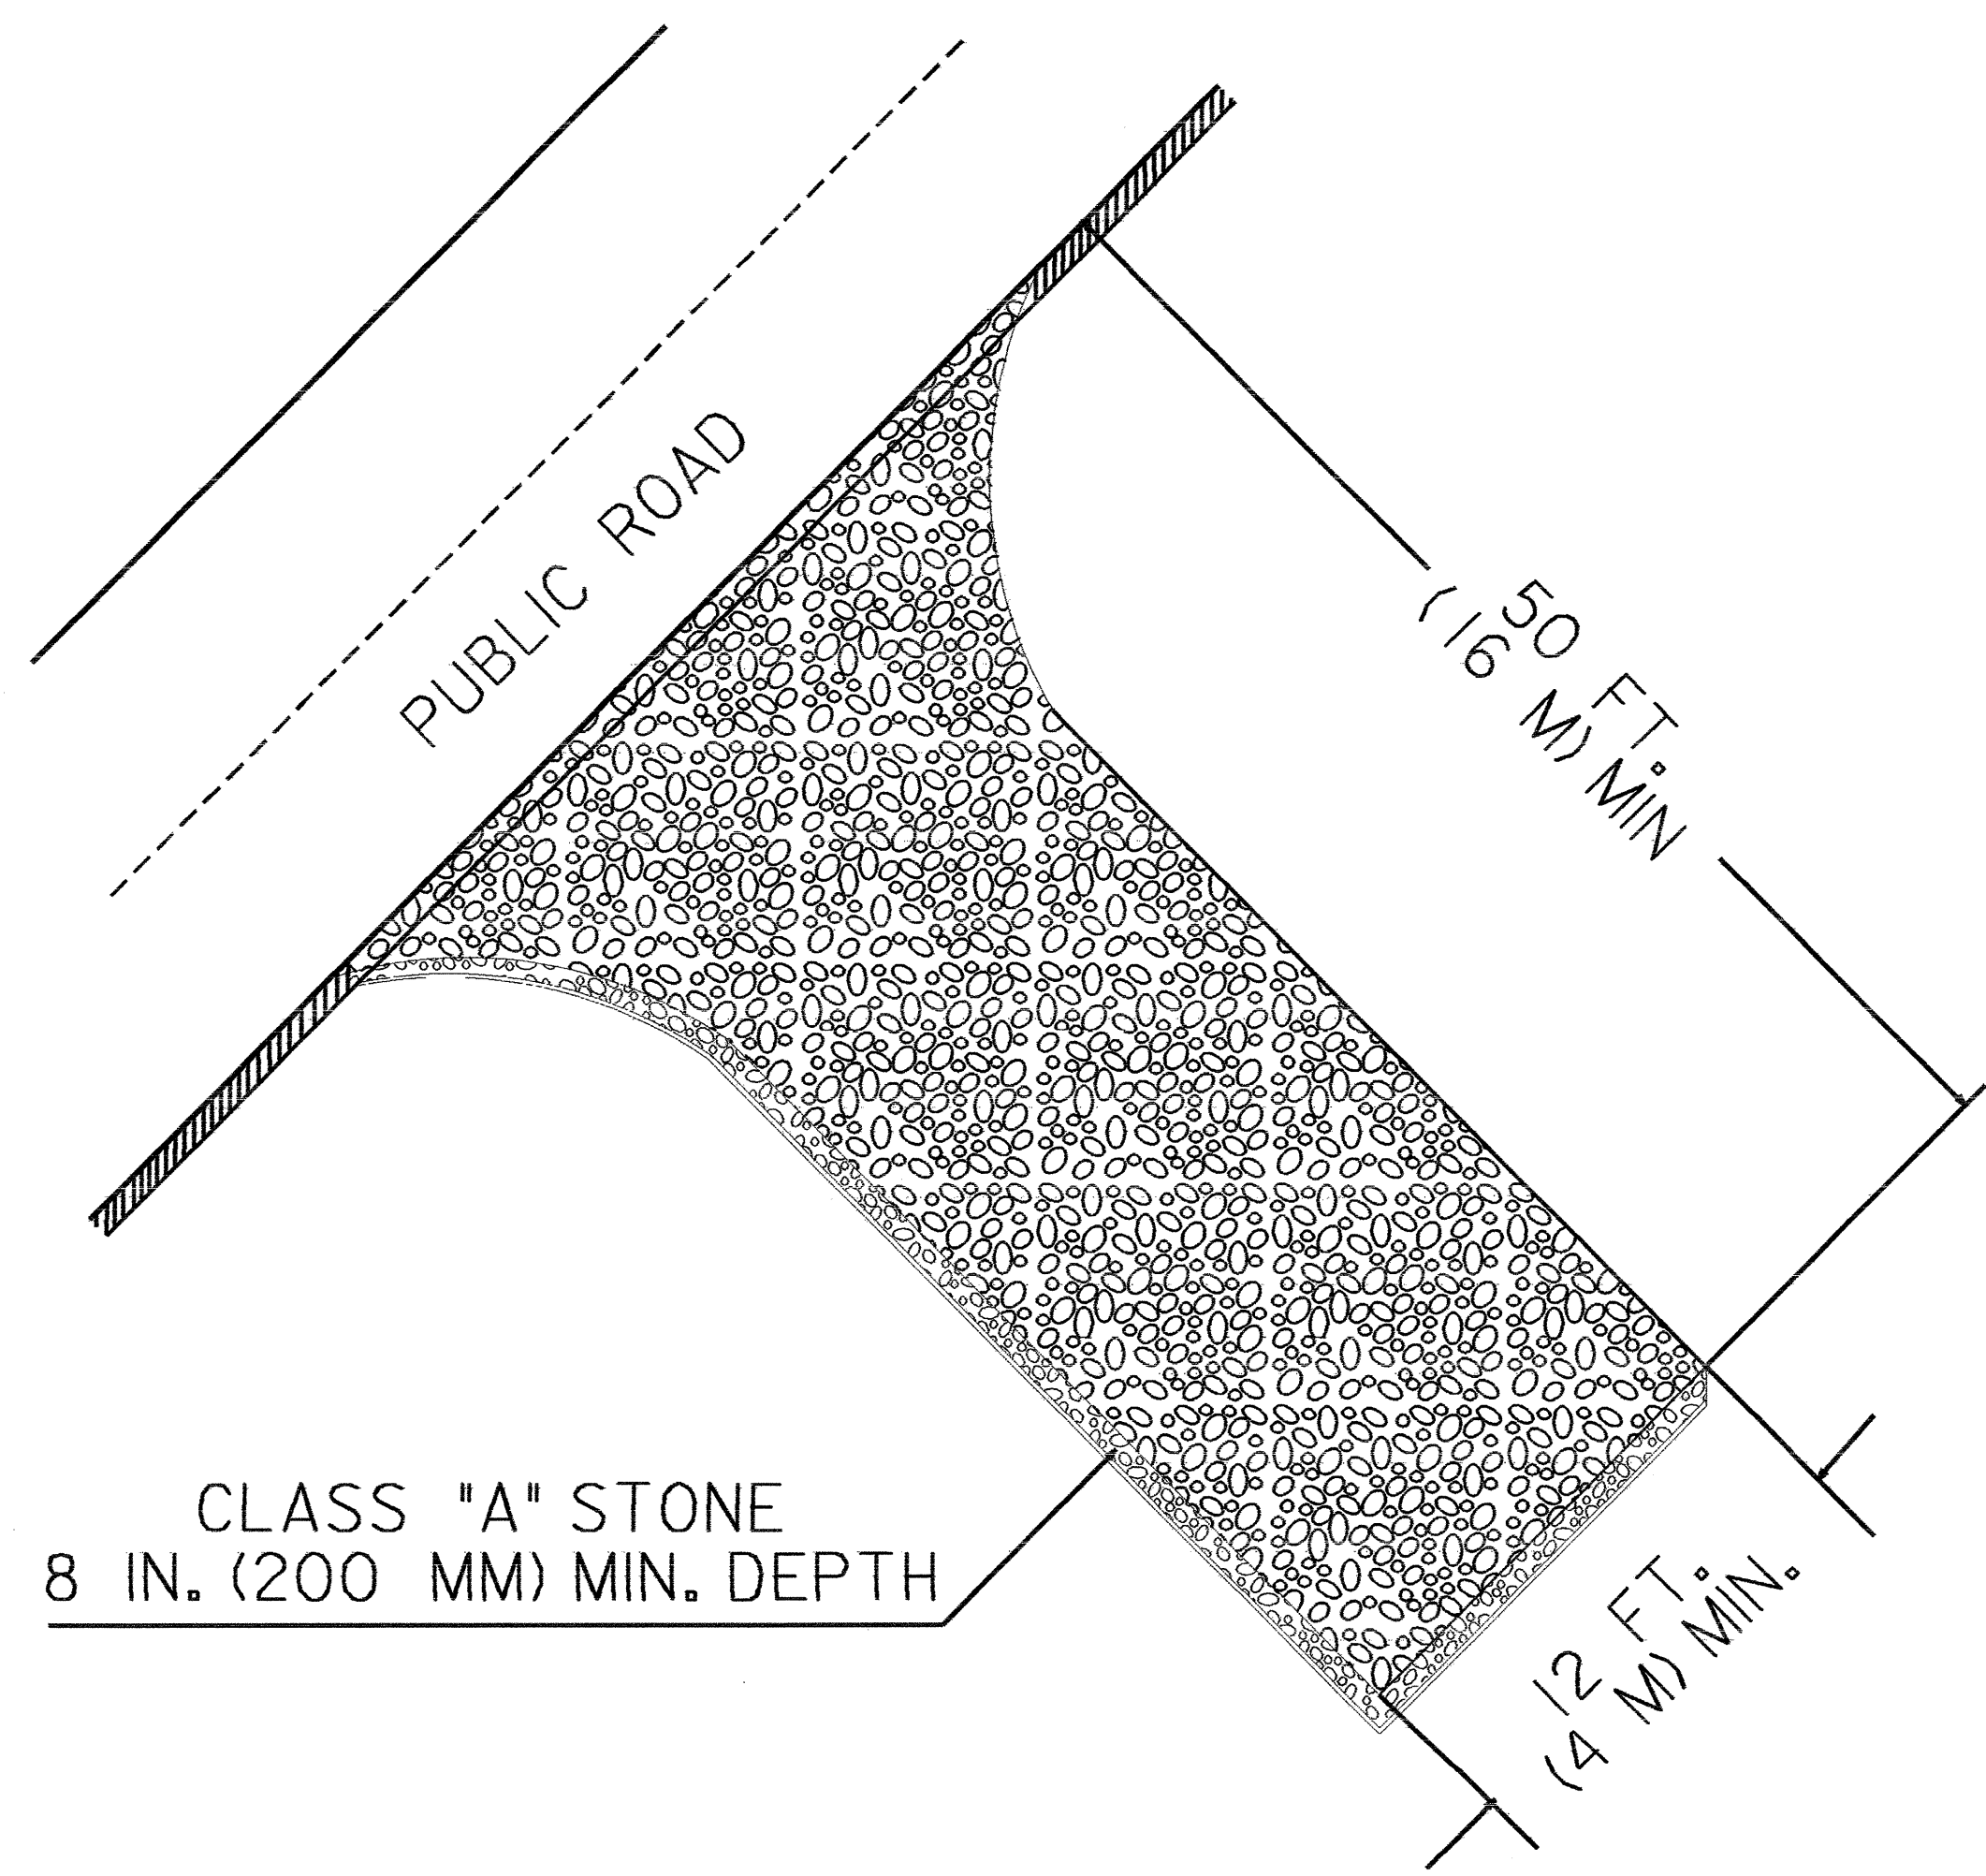 PUBLIC ROAD
50 FT.
(16 M) MIN
CLASS "A" STONE
8 IN. (200 MM) MIN. DEPTH
12 FT.
(4 M) MIN.